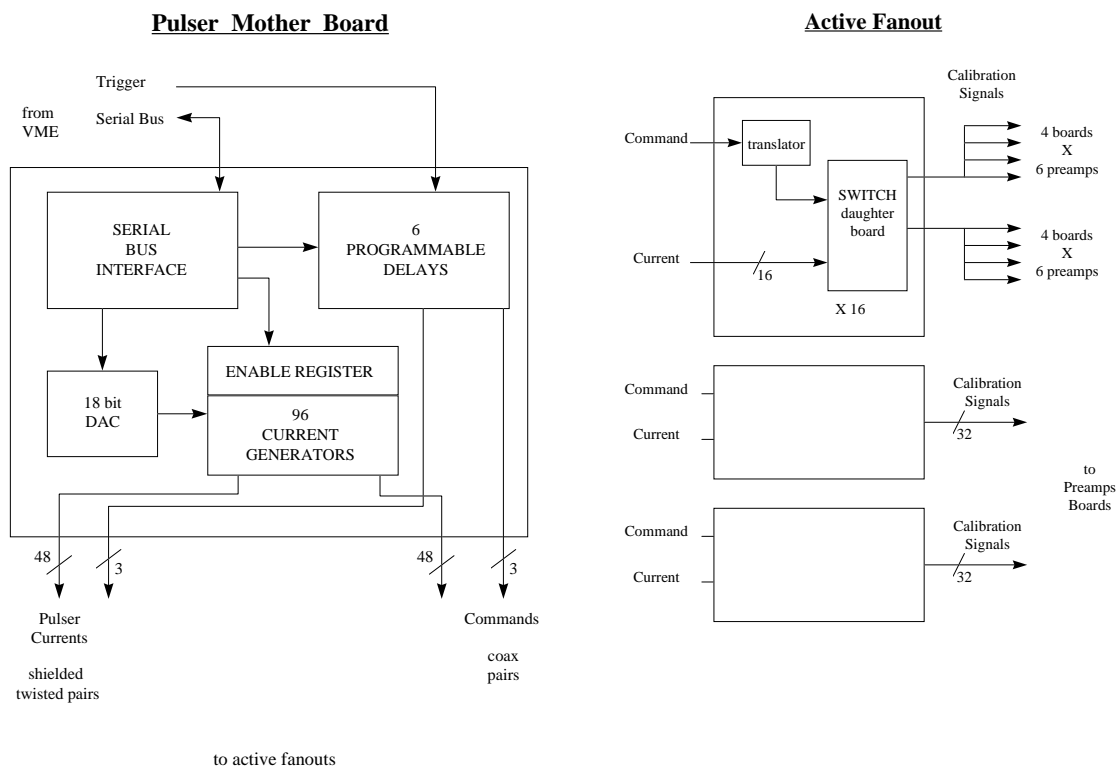 Pulser Mother Board
Trigger
from
VME
Serial Bus
SERIAL
BUS
INTERFACE
6
PROGRAMMABLE
DELAYS
ENABLE REGISTER
18 bit
DAC
96
CURRENT
GENERATORS
48
3
48
3
Pulser
Currents
shielded
twisted pairs
Commands
coax
pairs
to active fanouts
Active Fanout
Calibration
Signals
Command
translator
4 boards
X
6 preamps
SWITCH
daughter
board
4 boards
X
6 preamps
Current
16
X 16
Command
Current
Calibration
Signals
32
to
Preamps
Boards
Command
Current
Calibration
Signals
32